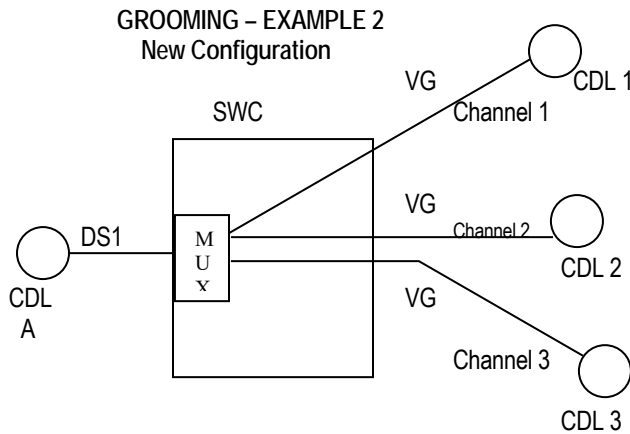 GROOMING – EXAMPLE 2
New Configuration
VG
CDL 1
SWC
Channel 1
VG
DS1
M
U
X
Channel 2
CDL 2
CDL
A
VG
Channel 3
CDL 3